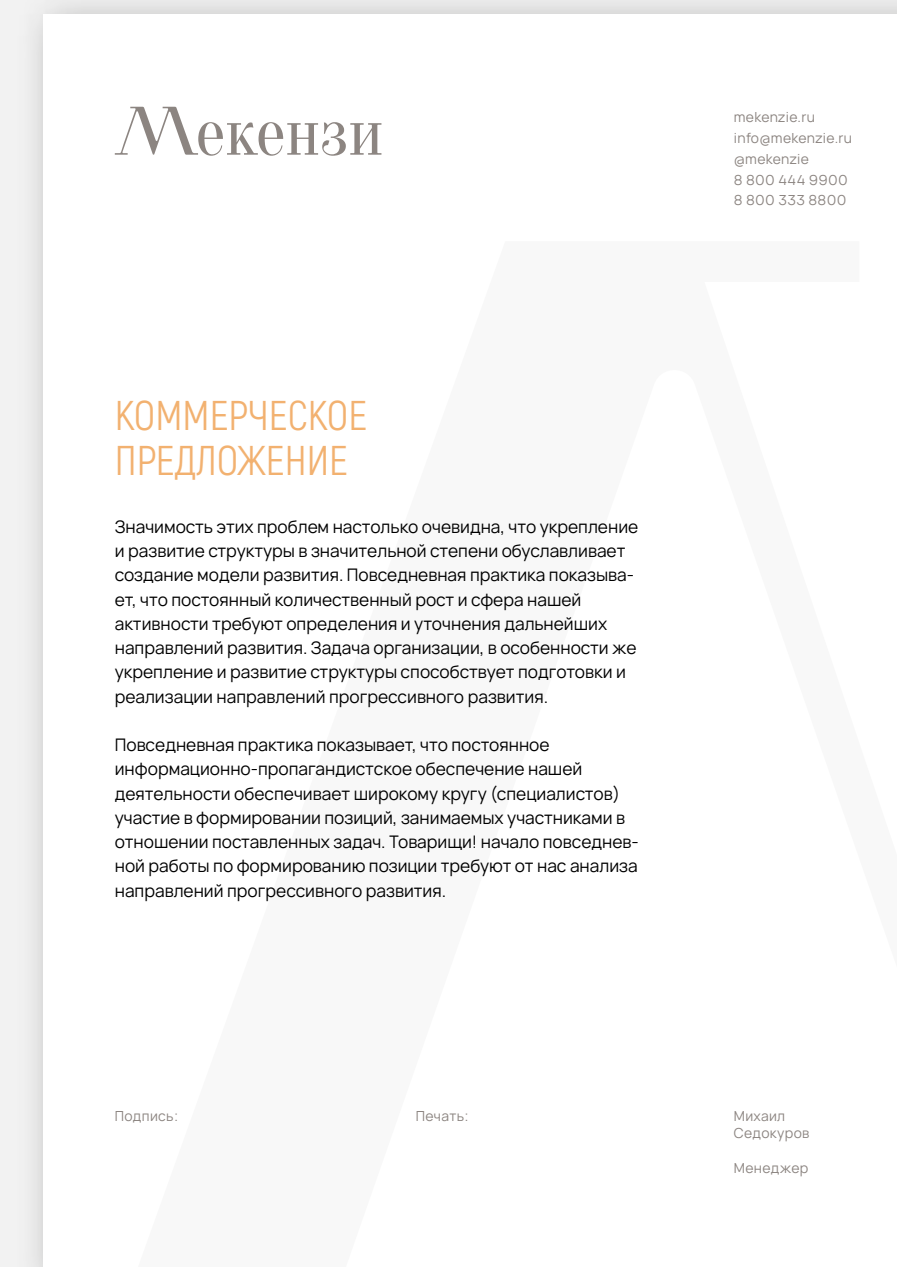 Мекензи
mekenzie.ru
info@mekenzie.ru
@mekenzie
8 800 444 9900
8 800 333 8800
КОММЕРЧЕСКОЕ
ПРЕДЛОЖЕНИЕ
Значимость этих проблем настолько очевидна, что укрепление
и развитие структуры в значительной степени обуславливает
создание модели развития. Повседневная практика показыва-
ет, что постоянный количественный рост и сфера нашей
активности требуют определения и уточнения дальнейших
направлений развития. Задача организации, в особенности же
укрепление и развитие структуры способствует подготовки и
реализации направлений прогрессивного развития.
Повседневная практика показывает, что постоянное
информационно-пропагандистское обеспечение нашей
деятельности обеспечивает широкому кругу (специалистов)
участие в формировании позиций, занимаемых участниками в
отношении поставленных задач. Товарищи! начало повседнев-
ной работы по формированию позиции требуют от нас анализа
направлений прогрессивного развития.
Подпись:
Печать:
Михаил
Седокуров
Менеджер